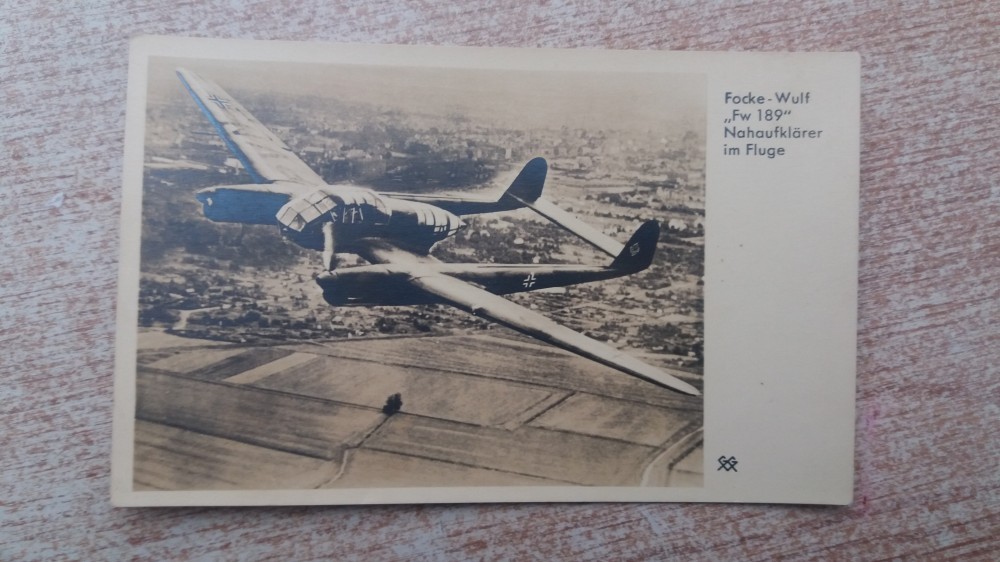 Focke-Wulf
„Fw 189“
Nahaufklärer
im Fluge